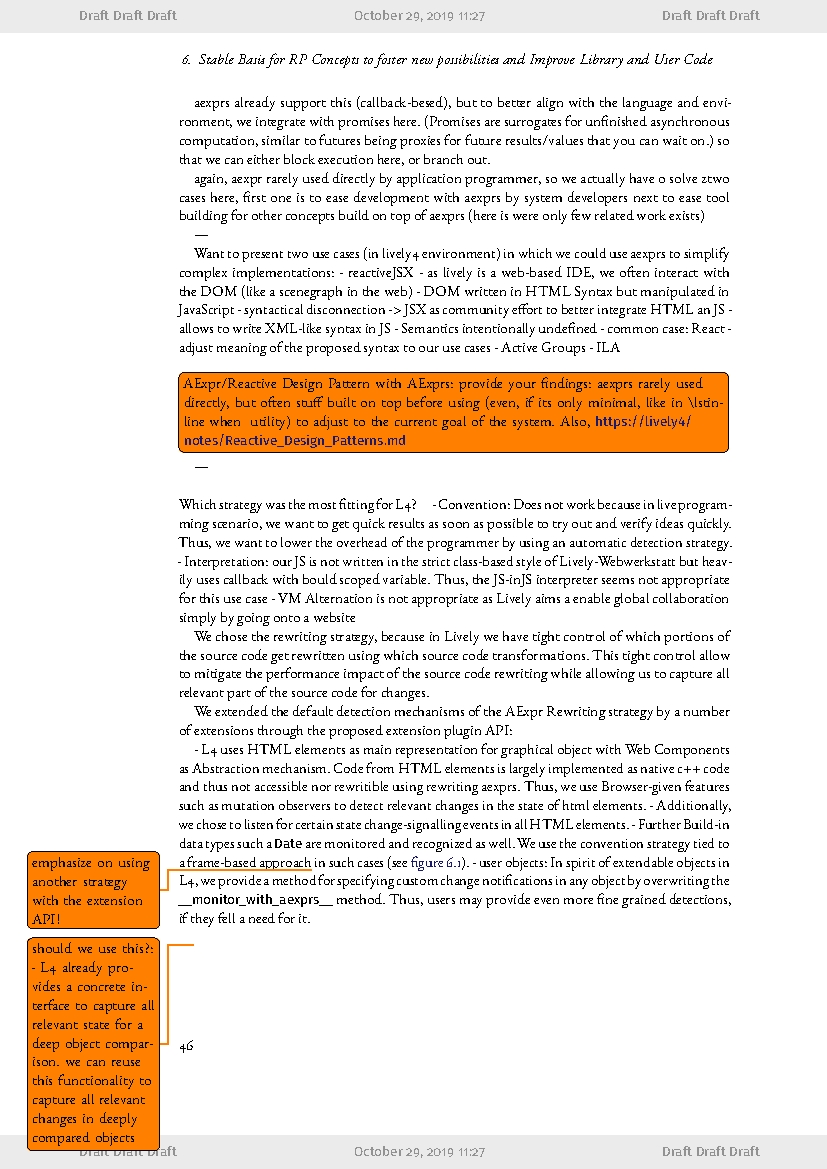 Draft Draft Draft October 29, 2019 11:27 Draft Draft Draft
6. Stable Basis for RP Concepts to foster new possibilities and Improve Library and User Code
aexprs already support this (callback-besed), but to better align with the language and envi-
ronment, we integrate with promises here. (Promises are surrogates for unfinished asynchronous
computation, similar to futures being proxies for future results/values that you can wait on.) so
that we can either block execution here, or branch out.
again, aexpr rarely used directly by application programmer, so we actually have o solve ztwo
cases here, first one is to ease development with aexprs by system developers next to ease tool
building for other concepts build on top of aexprs (here is were only few related work exists)
—
Want to present two use cases (in lively4 environment) in which we could use aexprs to simplify
complex implementations: - reactiveJSX - as lively is a web-based IDE, we often interact with
the DOM (like a scenegraph in the web) - DOM written in HTML Syntax but manipulated in
JavaScript - syntactical disconnection -> JSX as community effort to better integrate HTML an JS -
allows to write XML-like syntax in JS - Semantics intentionally undefined - common case: React -
adjust meaning of the proposed syntax to our use cases - Active Groups - ILA
AExpr/Reactive Design Pattern with AExprs: provide your findings: aexprs rarely used
directly, but often stuff built on top before using (even, if its only minimal, like in \lstin-
line when utility) to adjust to the current goal of the system. Also, https://lively4/
notes/Reactive_Design_Patterns.md
—
Which strategy was the most fitting for L4? - Convention: Does not work because in live program-
ming scenario, we want to get quick results as soon as possible to try out and verify ideas quickly.
Thus, we want to lower the overhead of the programmer by using an automatic detection strategy.
- Interpretation: our JS is not written in the strict class-based style of Lively-Webwerkstatt but heav-
ily uses callback with bould scoped variable. Thus, the JS-inJS interpreter seems not appropriate
for this use case - VM Alternation is not appropriate as Lively aims a enable global collaboration
simply by going onto a website
We chose the rewriting strategy, because in Lively we have tight control of which portions of
the source code get rewritten using which source code transformations. This tight control allow
to mitigate the performance impact of the source code rewriting while allowing us to capture all
relevant part of the source code for changes.
We extended the default detection mechanisms of the AExpr Rewriting strategy by a number
of extensions through the proposed extension plugin API:
- L4 uses HTML elements as main representation for graphical object with Web Components
as Abstraction mechanism. Code from HTML elements is largely implemented as native c++ code
and thus not accessible nor rewritible using rewriting aexprs. Thus, we use Browser-given features
such as mutation observers to detect relevant changes in the state of html elements. - Additionally,
we chose to listen for certain state change-signalling events in all HTML elements. - Further Build-in
data types such a Date are monitored and recognized as well. We use the convention strategy tied to
a frame-based approach in such cases (see figure 6.1). - user objects: In spirit of extendable objects in
L4, we provide a method for specifying custom change notifications in any object by overwriting the
__monitor_with_aexprs__ method. Thus, users may provide even more fine grained detections,
if they fell a need for it.
emphasize on using
another strategy
with the extension
API!
should we use this?:
- L4 already pro-
vides a concrete in-
terface to capture all
relevant state for a
deep object compar-
ison. we can reuse
this functionality to
capture all relevant
changes in deeply
compared objects
46
Draft Draft Draft October 29, 2019 11:27 Draft Draft Draft